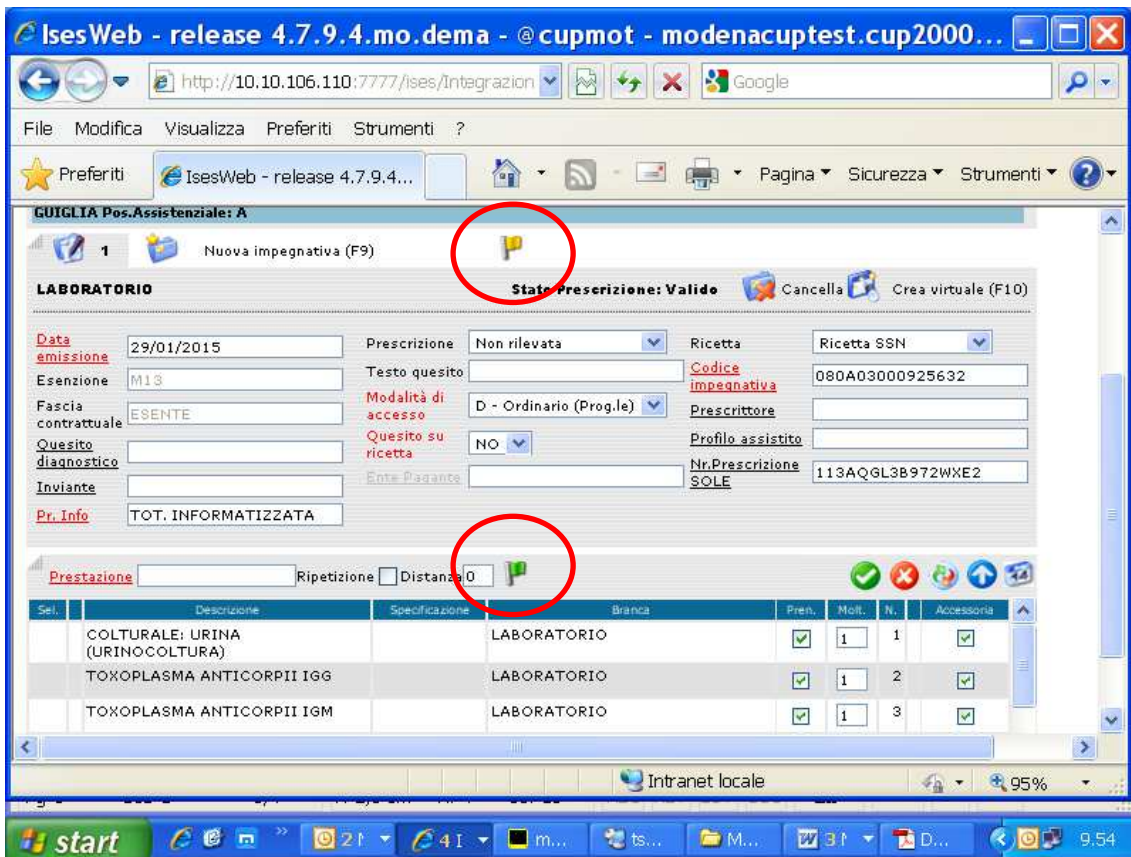 IsesWeb - release 4.7.9.4.mo.dema - @cupmot - modenacuptest.cup2000...
http://10.10.106.110:7777/ises/Integrazion
Google
File Modifica Visualizza Preferiti Strumenti ?
Preferiti IsesWeb - release 4.7.9.4... Pagina Sicurezza Strumenti
GUIGLIA Pos.Assistenziale: A
1 Nuova impegnativa (F9)
LABORATORIO Stato Prescrizione: Valido Cancella Crea virtuale (F10)
Data emissione 29/01/2015 Prescrizione Non rilevata Ricetta Ricetta SSN
Esenzione M13 Testo quesito Codice impegnativa 080A03000925632
Fascia contrattuale ESENTE Modalità di accesso D - Ordinario (Prog.le) Prescrittore
Quesito diagnostico Quesito su ricetta NO Profilo assistito
Inviante Ente Pagante Nr.Prescrizione SOLE 113AQGL3B972WXE2
Pr. Info TOT. INFORMATIZZATA
Prestazione Ripetizione Distanza 0
Sel. Descrizione Specificazione Branca Pren. Molt. N. Accessoria
COLTURALE: URINA (URINOCOLTURA) LABORATORIO 1 1
TOXOPLASMA ANTICORPII IGG LABORATORIO 1 2
TOXOPLASMA ANTICORPII IGM LABORATORIO 1 3
Intranet locale 95%
start 2 4 I m... ts... M... 3 D... 9.54